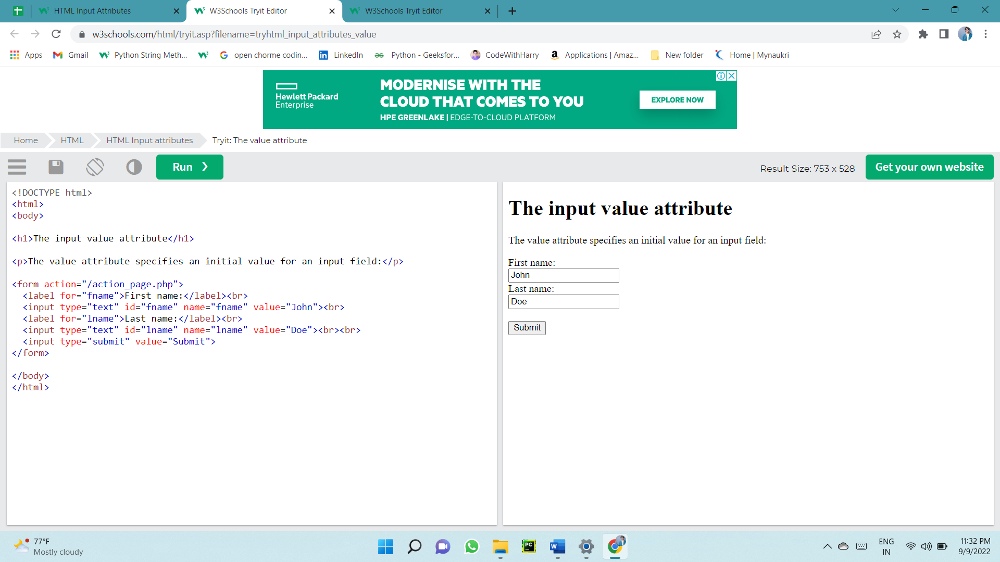 HTML Input Attributes
W3Schools Tryit Editor
W3Schools Tryit Editor
w3schools.com/html/tryit.asp?filename=tryhtml_input_attributes_value
Apps
Gmail
Python String Meth...
open chorme codin...
LinkedIn
Python - Geeksfor...
CodeWithHarry
Applications | Amaz...
New folder
Home | Mynaukri
Hewlett Packard
Enterprise
MODERNISE WITH THE
CLOUD THAT COMES TO YOU
HPE GREENLAKE | EDGE-TO-CLOUD PLATFORM
EXPLORE NOW
Home
HTML
HTML Input attributes
Tryit: The value attribute
Run ❯
Result Size: 753 x 528
Get your own website
<!DOCTYPE html>
<html>
<body>
<h1>The input value attribute</h1>
<p>The value attribute specifies an initial value for an input field:</p>
<form action="/action_page.php">
<label for="fname">First name:</label><br>
<input type="text" id="fname" name="fname" value="John"><br>
<label for="lname">Last name:</label><br>
<input type="text" id="lname" name="lname" value="Doe"><br><br>
<input type="submit" value="Submit">
</form>
</body>
</html>
The input value attribute
The value attribute specifies an initial value for an input field:
First name:
John
Last name:
Doe
Submit
77°F
Mostly cloudy
PC
W
ENG
IN
11:32 PM
9/9/2022